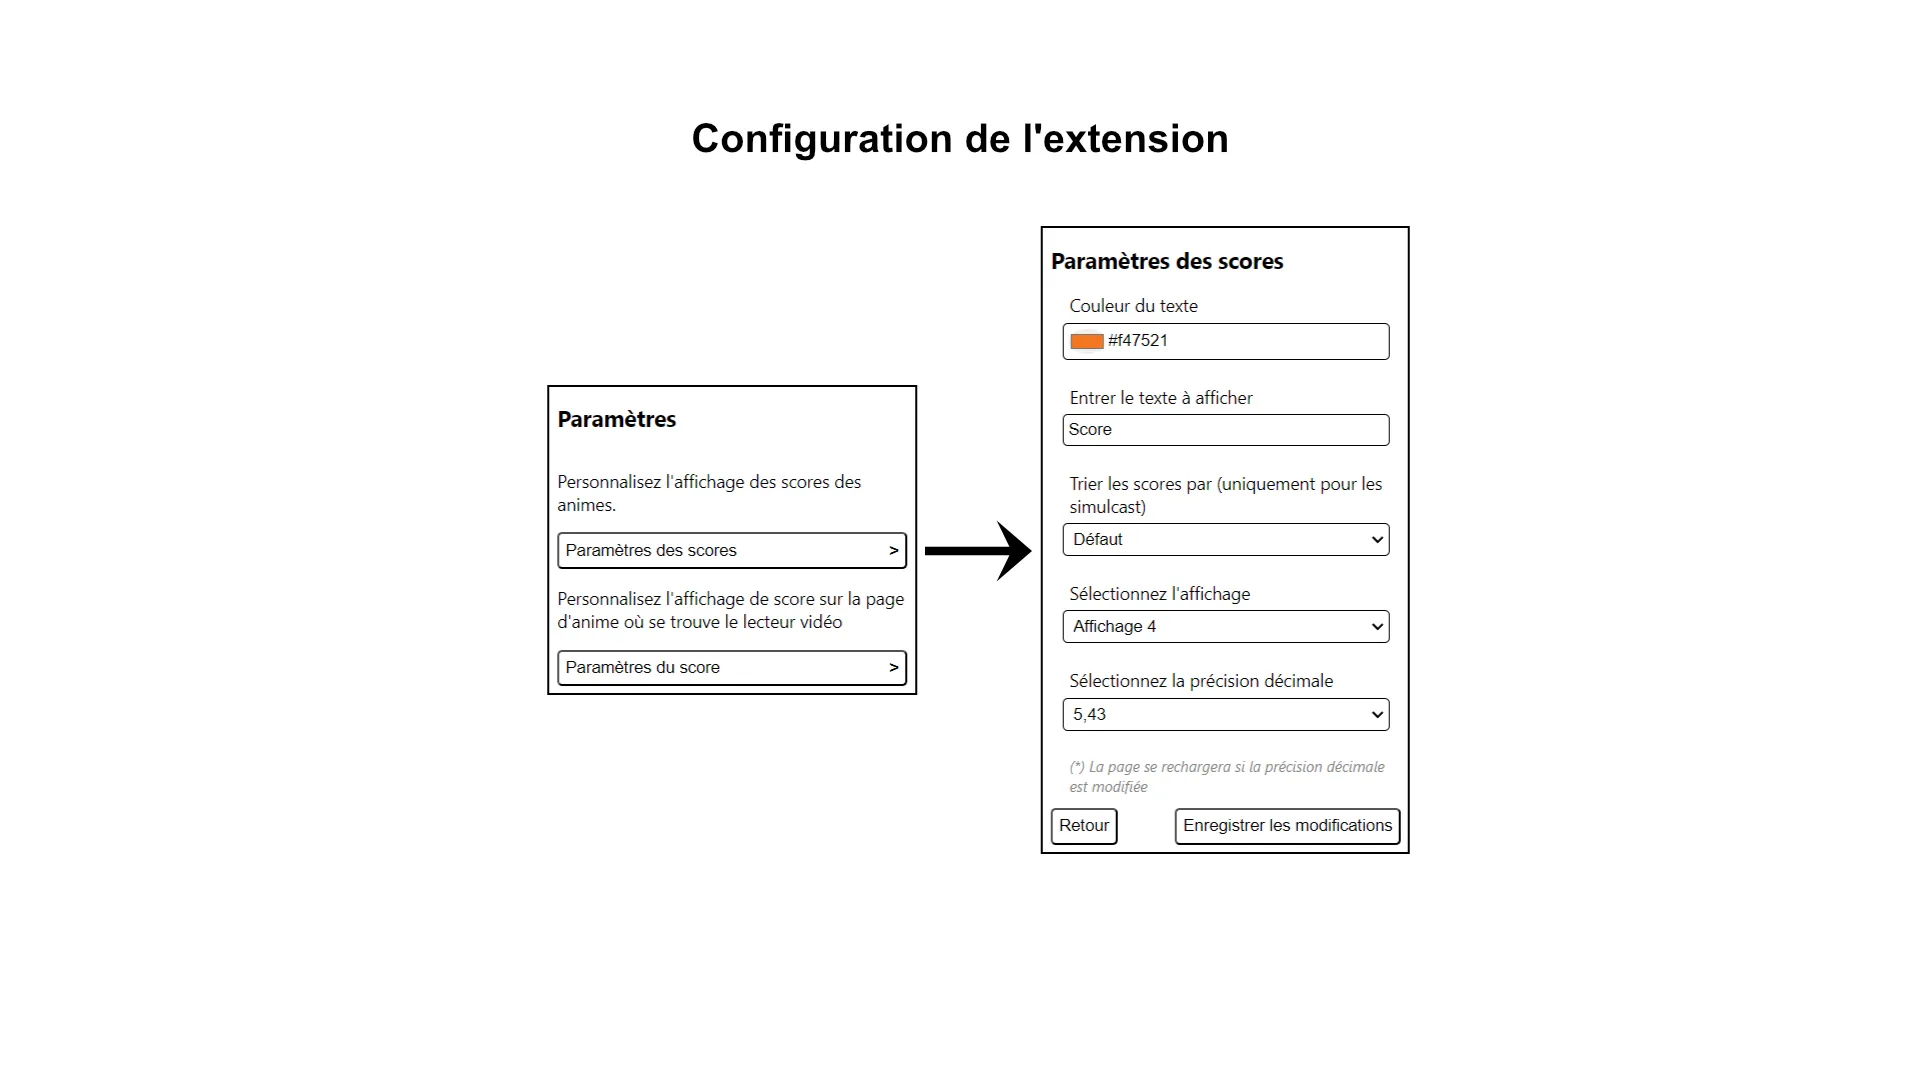 Configuration de l'extension
Paramètres
Personnalisez l'affichage des scores des
animes.
Paramètres des scores >
Personnalisez l'affichage de score sur la page
d'anime où se trouve le lecteur vidéo
Paramètres du score >
Paramètres des scores
Couleur du texte
#f47521
Entrer le texte à afficher
Score
Trier les scores par (uniquement pour les
simulcast)
Défaut
Sélectionnez l'affichage
Affichage 4
Sélectionnez la précision décimale
5,43
(*) La page se rechargera si la précision décimale
est modifiée
Retour
Enregistrer les modifications